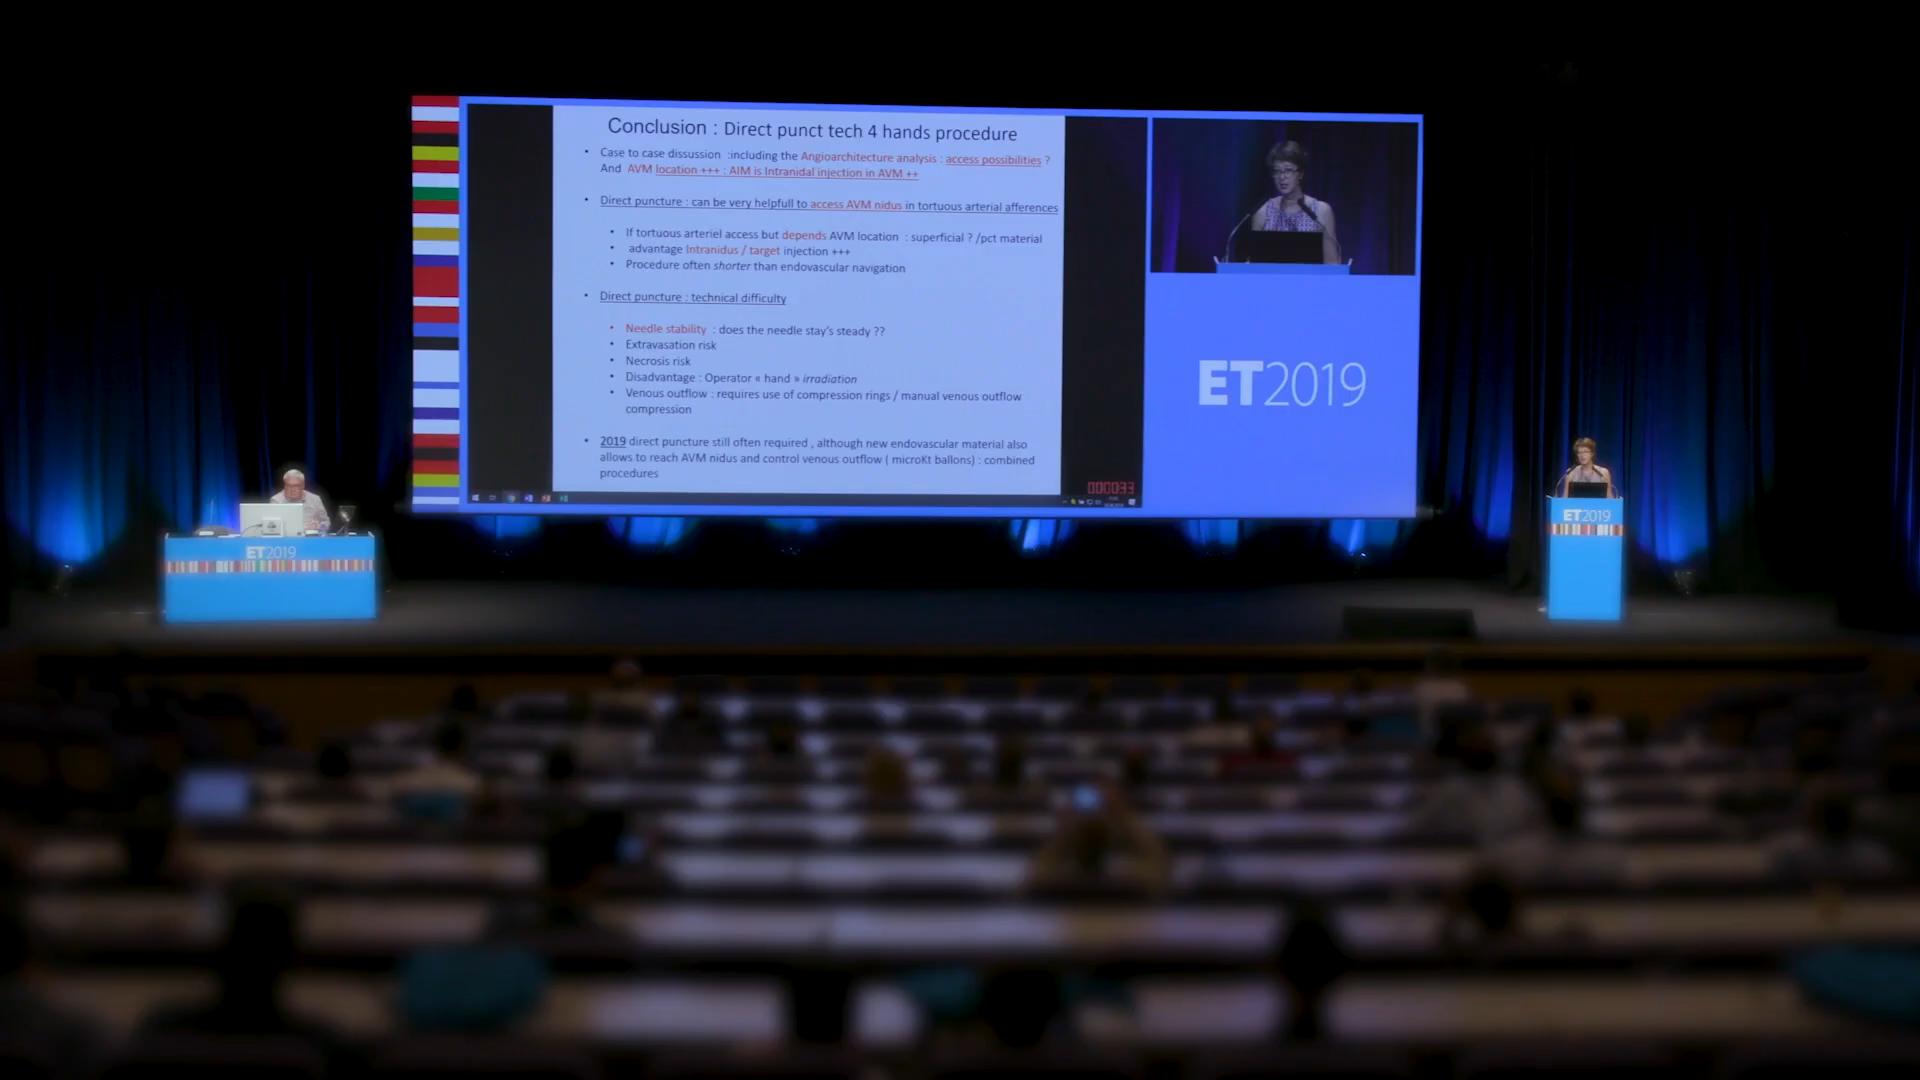 Conclusion : Direct punct tech 4 hands procedure
• Case to case dissussion :including the Angioarchitecture analysis : access possibilities ?
And AVM location +++ : AIM is Intranidal injection in AVM ++
• Direct puncture : can be very helpfull to access AVM nidus in tortuous arterial afferences
• If tortuous arteriel access but depends AVM location : superficial ? /pct material
• advantage Intranidus / target injection +++
• Procedure often shorter than endovascular navigation
• Direct puncture : technical difficulty
• Needle stability : does the needle stay's steady ??
• Extravasation risk
• Necrosis risk
• Disadvantage : Operator « hand » irradiation
• Venous outflow : requires use of compression rings / manual venous outflow
compression
• 2019 direct puncture still often required , although new endovascular material also
allows to reach AVM nidus and control venous outflow ( microKt ballons) : combined
procedures
000033
ET2019
ET2019
ET2019